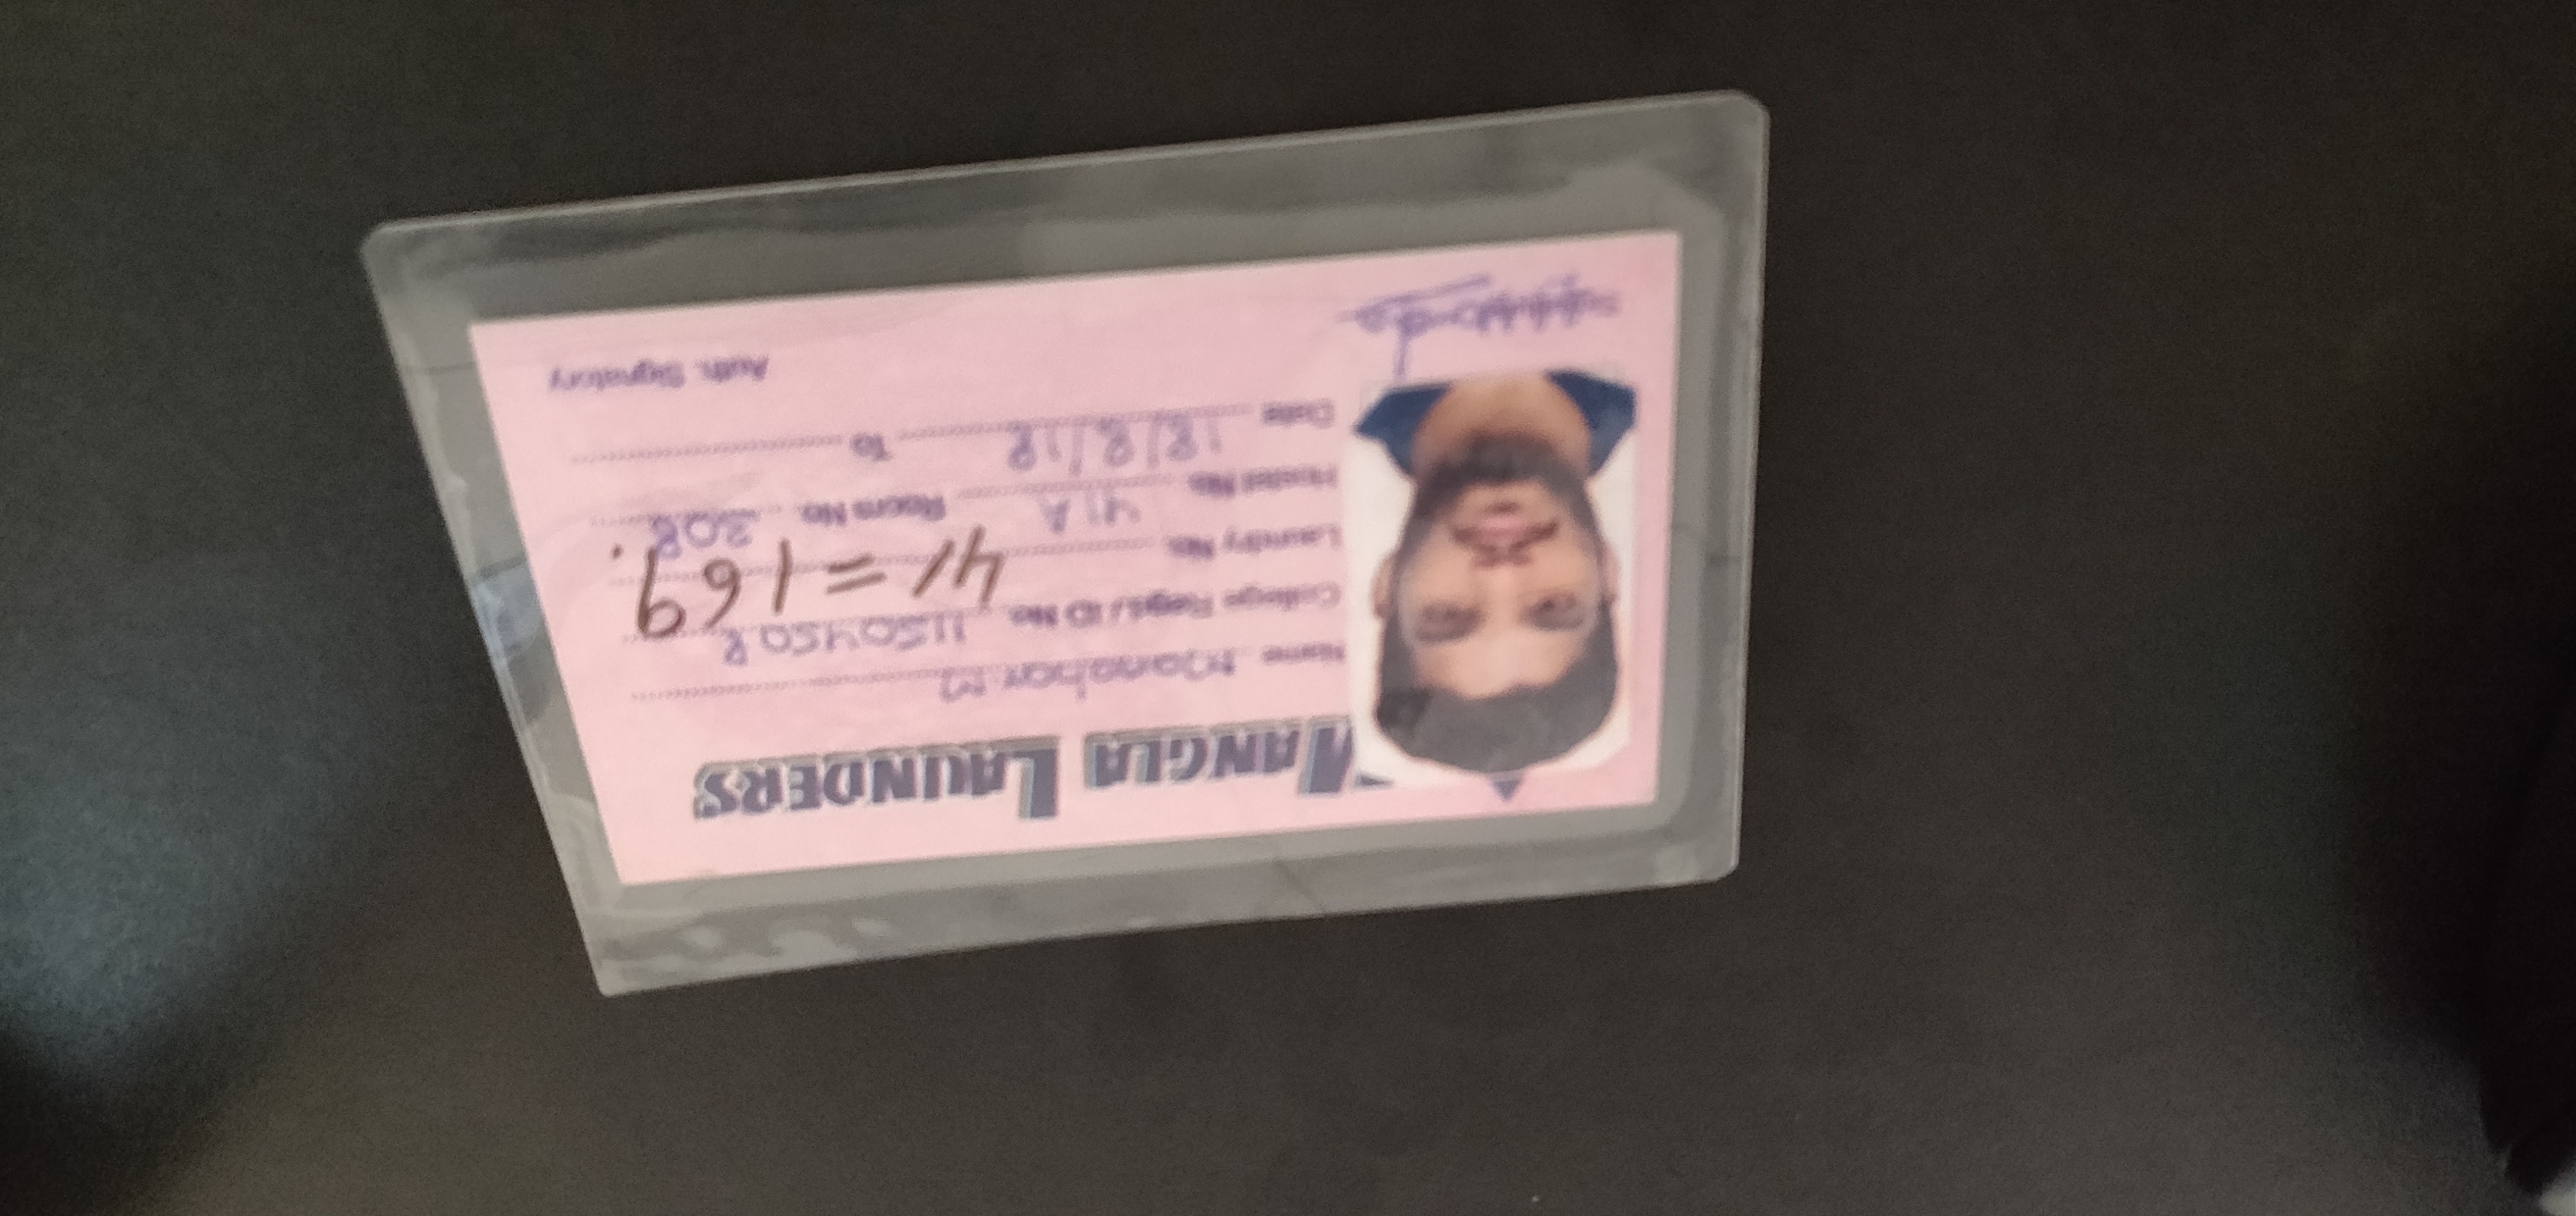 MANGLA LAUNDERS
Name Manohar.M
College Regd./ ID No. 11504508
Laundry No. 41 = 169.
Hostel No. 41A Room No. 308
Date 18/8/18 To
Auth. Signatory